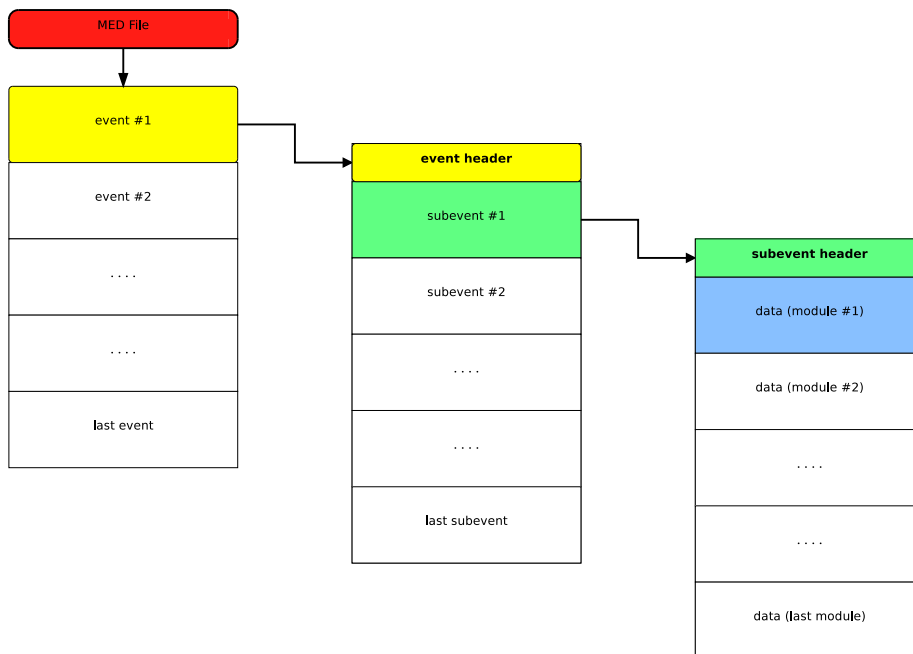 MED File
event #1
event #2
. . . .
. . . .
last event
event header
subevent #1
subevent #2
. . . .
. . . .
last subevent
subevent header
data (module #1)
data (module #2)
. . . .
. . . .
data (last module)